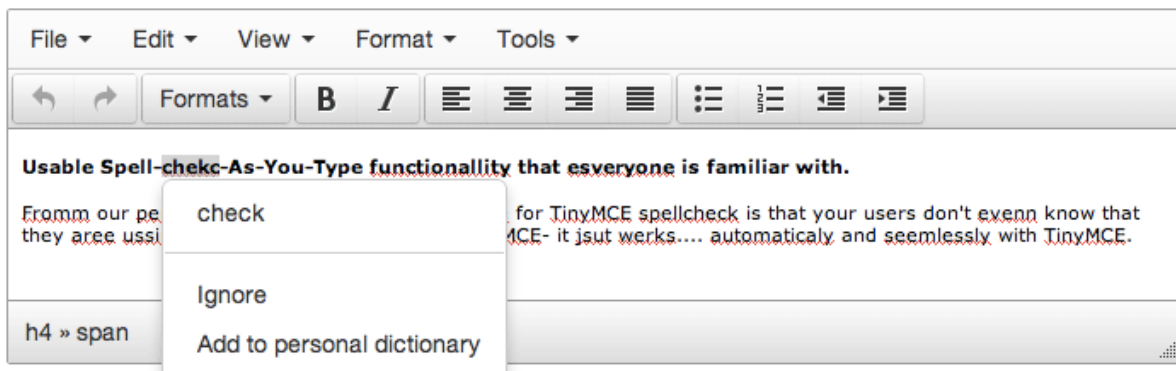 File Edit View Format Tools
Formats B I
Usable Spell-chekc-As-You-Type functionallity that esveryone is familiar with.
check
Fromm our pe for TinyMCE spellcheck is that your users don't evenn know that
they aree ussi MCE- it jsut werks.... automaticaly and seemlessly with TinyMCE.
Ignore
h4 » span
Add to personal dictionary